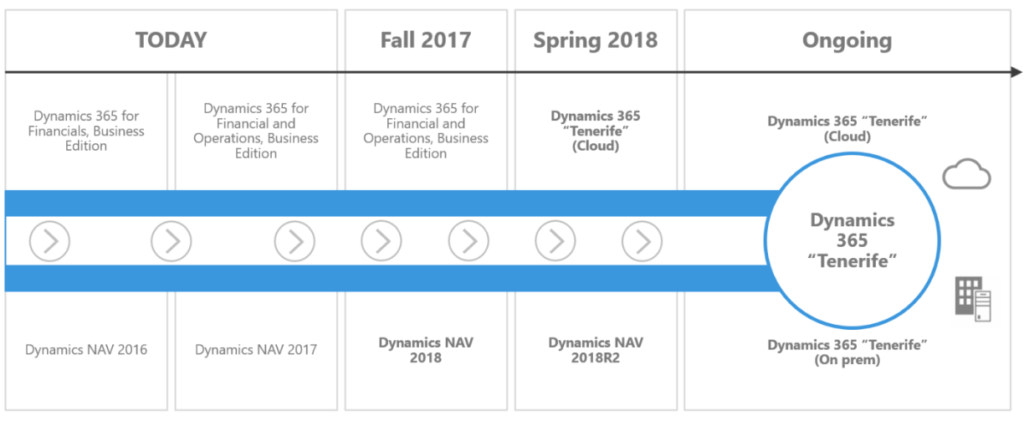 TODAY
Fall 2017
Spring 2018
Ongoing
Dynamics 365 for
Financials, Business
Edition
Dynamics 365 for
Financial and
Operations, Business
Edition
Dynamics 365 for
Financial and
Operations, Business
Edition
Dynamics 365
“Tenerife”
(Cloud)
Dynamics 365 “Tenerife”
(Cloud)
Dynamics
365
“Tenerife”
Dynamics NAV 2016
Dynamics NAV 2017
Dynamics NAV
2018
Dynamics NAV
2018R2
Dynamics 365 “Tenerife”
(On prem)